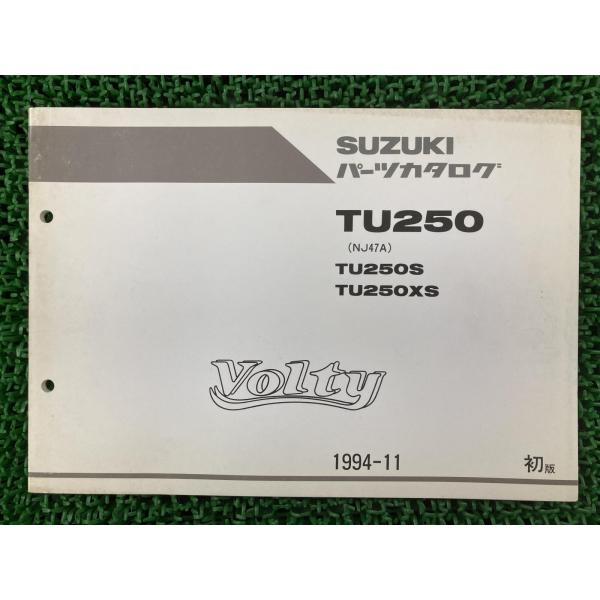 SUZUKI
パーツカタログ
TU250
(NJ47A)
TU250S
TU250XS
Volty
1994-11
初版